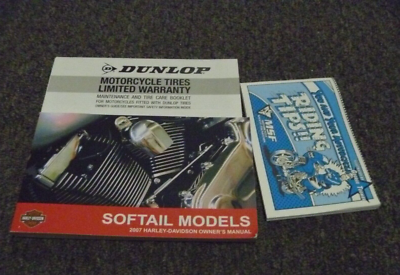 DUNLOP
MOTORCYCLE TIRES
LIMITED WARRANTY
MAINTENANCE AND TIRE CARE BOOKLET
FOR MOTORCYCLES FITTED WITH DUNLOP TIRES
SOFTAIL MODELS
2007 HARLEY-DAVIDSON OWNER'S MANUAL
RIDING
TIPS!!
MSF